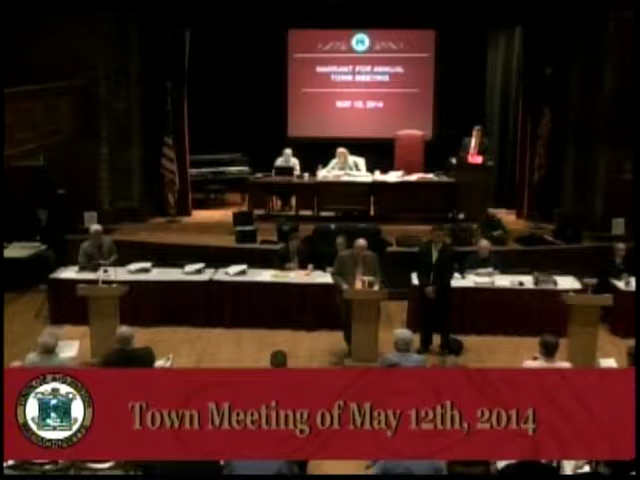 WARRANT FOR ANNUAL
TOWN MEETING
MAY 12, 2014
Town Meeting of May 12th, 2014